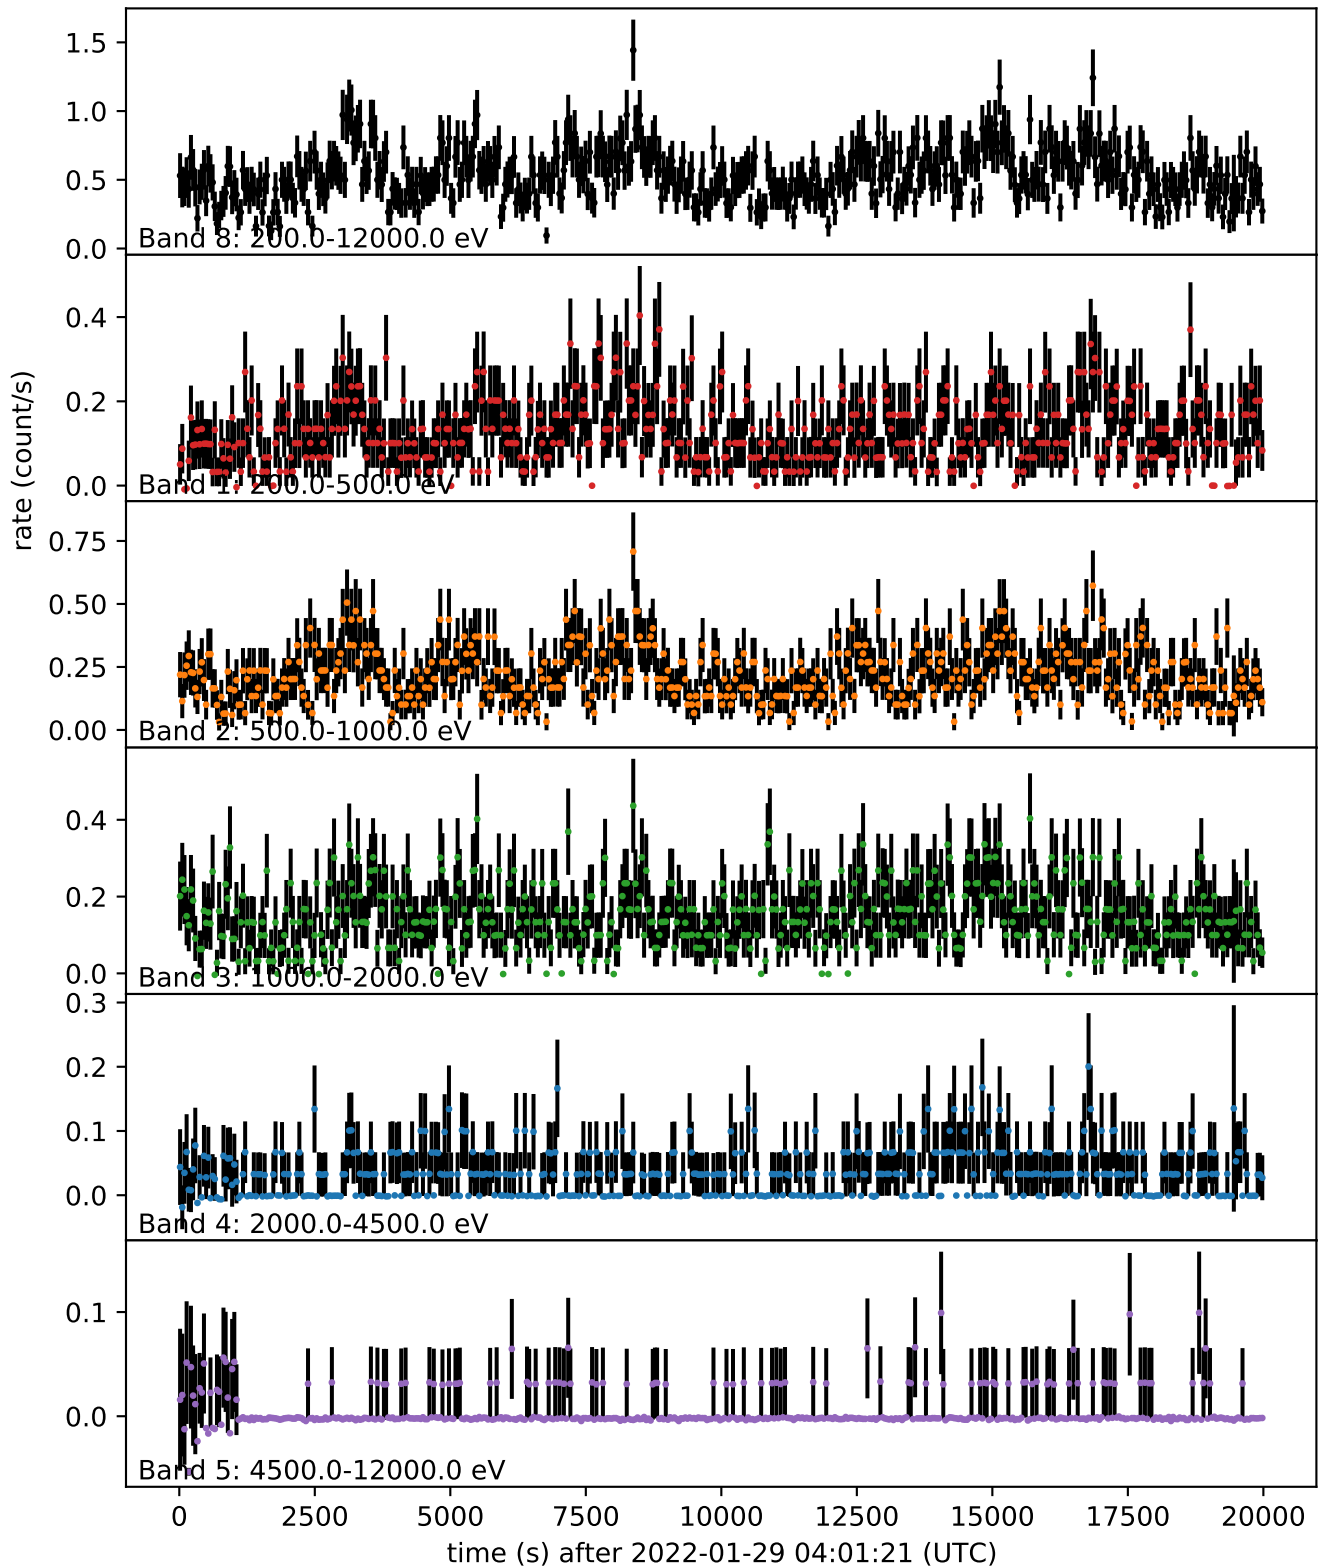 rate (count/s)
1.5
1.0
0.5
0.0
Band 8: 200.0-12000.0 eV
0.4
0.2
0.0
Band 1: 200.0-500.0 eV
0.75
0.50
0.25
0.00
Band 2: 500.0-1000.0 eV
0.4
0.2
0.0
Band 3: 1000.0-2000.0 eV
0.3
0.2
0.1
0.0
Band 4: 2000.0-4500.0 eV
0.1
0.0
Band 5: 4500.0-12000.0 eV
0 2500 5000 7500 10000 12500 15000 17500 20000
time (s) after 2022-01-29 04:01:21 (UTC)